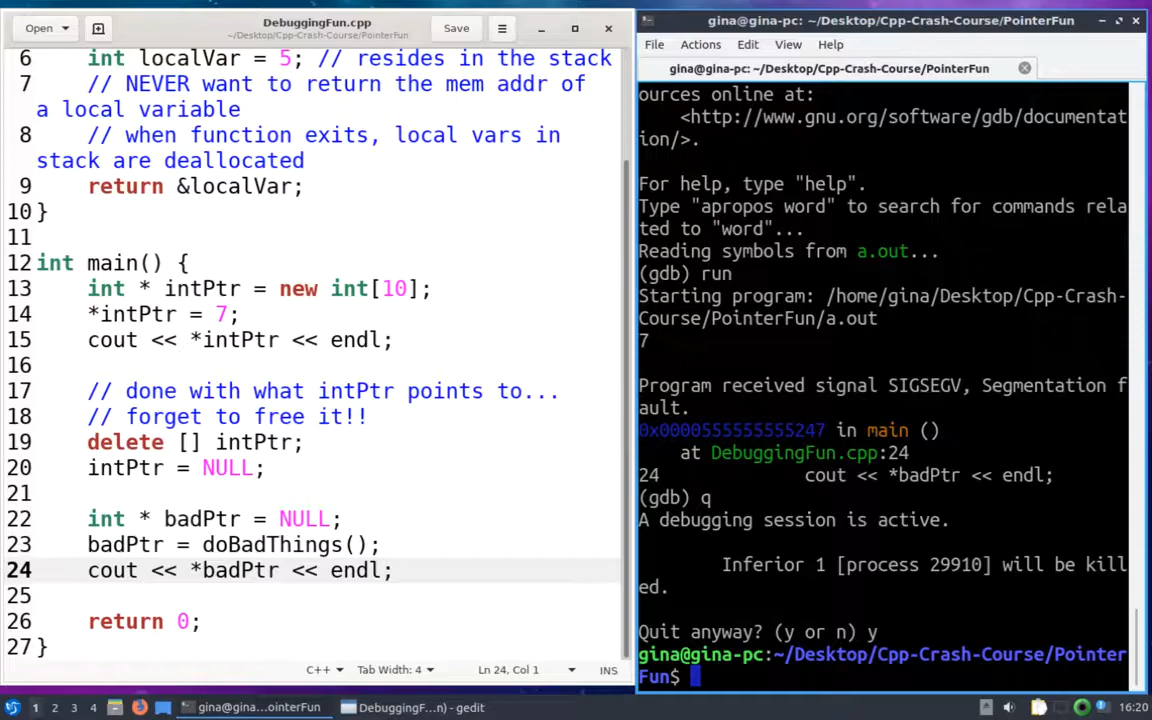 Open
DebuggingFun.cpp
~/Desktop/Cpp-Crash-Course/PointerFun
Save
6 int localVar = 5; // resides in the stack
7 // NEVER want to return the mem addr of
a local variable
8 // when function exits, local vars in
stack are deallocated
9 return &localVar;
10 }
11
12 int main() {
13 int * intPtr = new int[10];
14 *intPtr = 7;
15 cout << *intPtr << endl;
16
17 // done with what intPtr points to...
18 // forget to free it!!
19 delete [] intPtr;
20 intPtr = NULL;
21
22 int * badPtr = NULL;
23 badPtr = doBadThings();
24 cout << *badPtr << endl;
25
26 return 0;
27 }
C++ Tab Width: 4 Ln 24, Col 1 INS
gina@gina-pc: ~/Desktop/Cpp-Crash-Course/PointerFun
File Actions Edit View Help
gina@gina-pc: ~/Desktop/Cpp-Crash-Course/PointerFun
ources online at:
<http://www.gnu.org/software/gdb/documentat
ion/>.
For help, type "help".
Type "apropos word" to search for commands rela
ted to "word"...
Reading symbols from a.out...
(gdb) run
Starting program: /home/gina/Desktop/Cpp-Crash-
Course/PointerFun/a.out
7
Program received signal SIGSEGV, Segmentation f
ault.
0x0000555555555247 in main ()
at DebuggingFun.cpp:24
24 cout << *badPtr << endl;
(gdb) q
A debugging session is active.
Inferior 1 [process 29910] will be kill
ed.
Quit anyway? (y or n) y
gina@gina-pc:~/Desktop/Cpp-Crash-Course/Pointer
Fun$
1 2 3 4
gina@gina...ointerFun
DebuggingF...n) - gedit
16:20